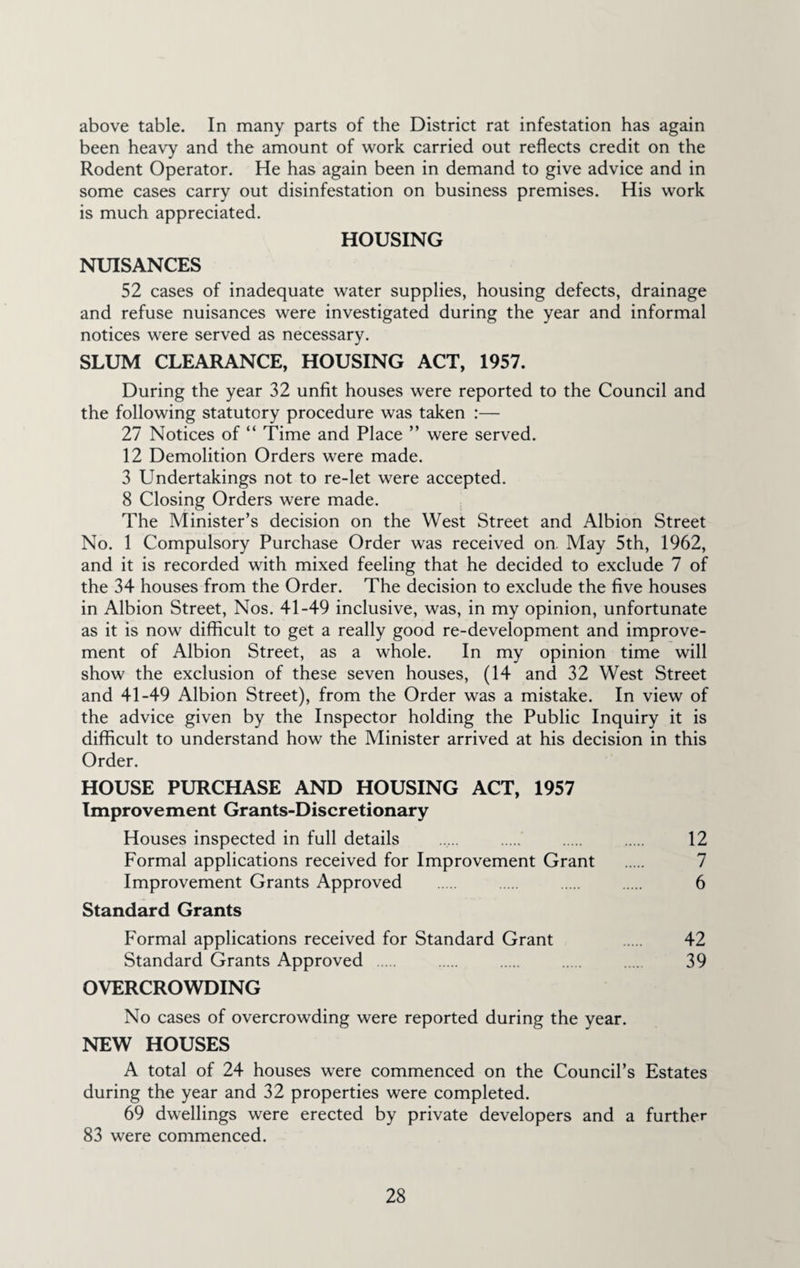 above table. In many parts of the District rat infestation has again
been heavy and the amount of work carried out reflects credit on the
Rodent Operator. He has again been in demand to give advice and in
some cases carry out disinfestation on business premises. His work
is much appreciated.
HOUSING
NUISANCES
52 cases of inadequate water supplies, housing defects, drainage
and refuse nuisances were investigated during the year and informal
notices were served as necessary.
SLUM CLEARANCE, HOUSING ACT, 1957.
During the year 32 unfit houses were reported to the Council and
the following statutory procedure was taken :—
27 Notices of “ Time and Place ” were served.
12 Demolition Orders were made.
3 Undertakings not to re-let were accepted.
8 Closing Orders were made.
The Minister’s decision on the West Street and Albion Street
No. 1 Compulsory Purchase Order was received on. May 5th, 1962,
and it is recorded with mixed feeling that he decided to exclude 7 of
the 34 houses from the Order. The decision to exclude the five houses
in Albion Street, Nos. 41-49 inclusive, was, in my opinion, unfortunate
as it is now difficult to get a really good re-development and improve-
ment of Albion Street, as a whole. In my opinion time will
show the exclusion of these seven houses, (14 and 32 West Street
and 41-49 Albion Street), from the Order was a mistake. In view of
the advice given by the Inspector holding the Public Inquiry it is
difficult to understand how the Minister arrived at his decision in this
Order.
HOUSE PURCHASE AND HOUSING ACT, 1957
Improvement Grants-Discretionary
Houses inspected in full details ..... ..... ..... ..... 12
Formal applications received for Improvement Grant ..... 7
Improvement Grants Approved ..... ..... ..... ..... 6
Standard Grants
Formal applications received for Standard Grant ..... 42
Standard Grants Approved ..... ..... ..... ..... ..... 39
OVERCROWDING
No cases of overcrowding were reported during the year.
NEW HOUSES
A total of 24 houses were commenced on the Council’s Estates
during the year and 32 properties were completed.
69 dwellings were erected by private developers and a further
83 were commenced.
28